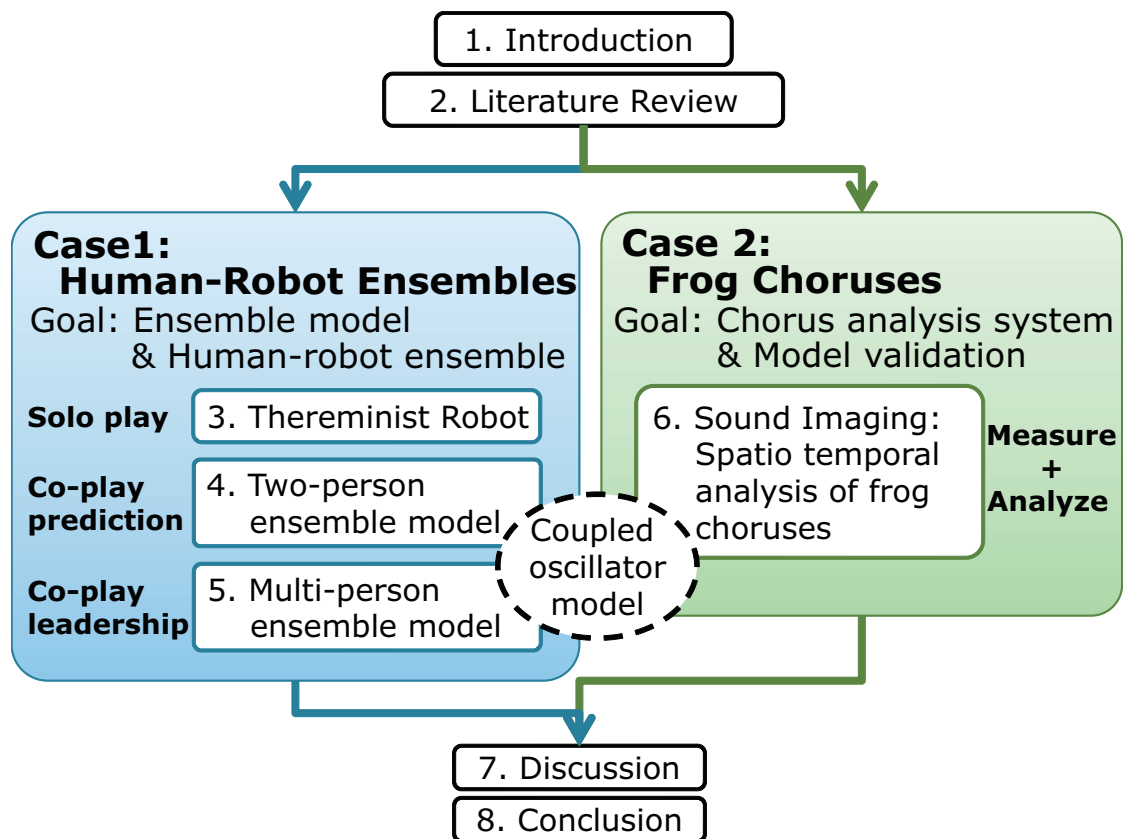 1. Introduction
2. Literature Review
Case1:
Human-Robot Ensembles
Goal: Ensemble model
& Human-robot ensemble
Solo play
3. Thereminist Robot
Co-play
prediction
4. Two-person
ensemble model
Co-play
leadership
5. Multi-person
ensemble model
Coupled
oscillator
model
Case 2:
Frog Choruses
Goal: Chorus analysis system
& Model validation
6. Sound Imaging:
Spatio temporal
analysis of frog
choruses
Measure
+
Analyze
7. Discussion
8. Conclusion